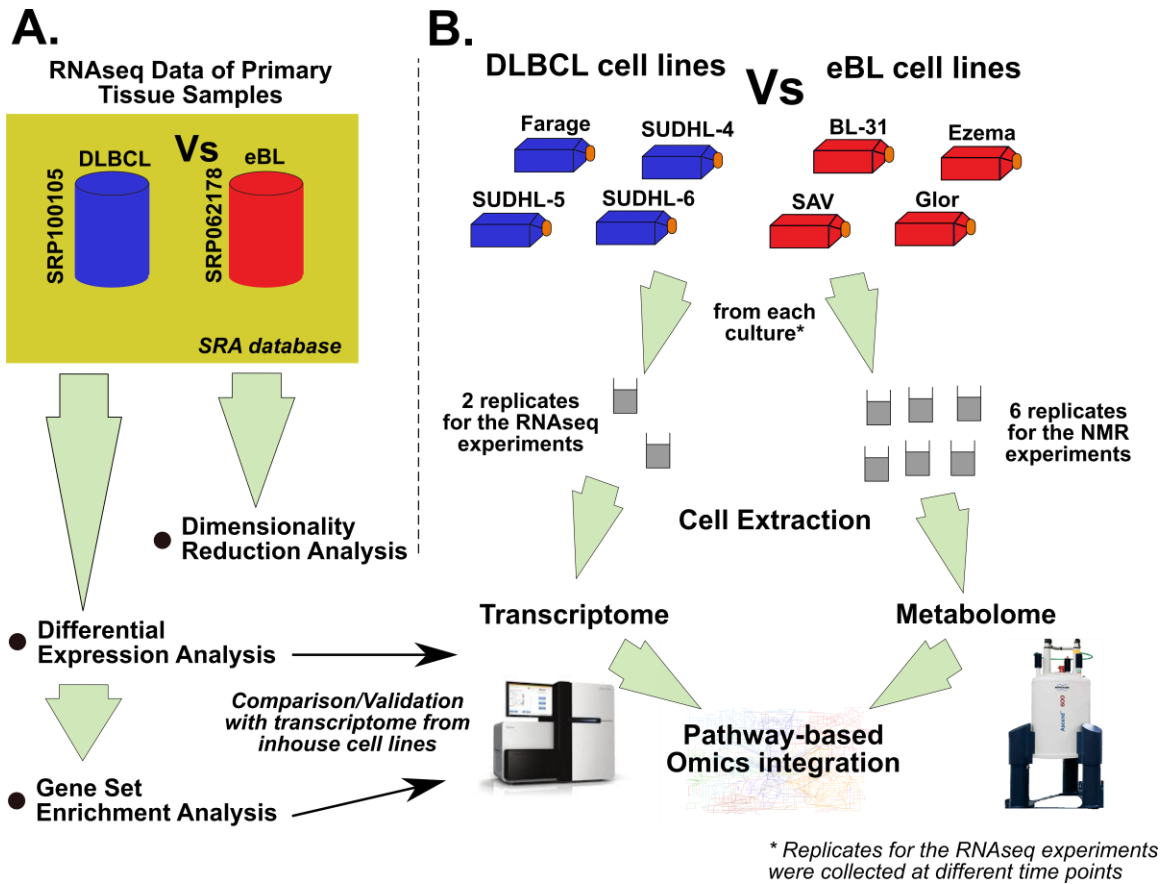 A.
RNAseq Data of Primary
Tissue Samples
DLBCL
Vs
eBL
SRP100105
SRP062178
SRA database
Dimensionality
Reduction Analysis
Differential
Expression Analysis
Comparison/Validation
with transcriptome from
inhouse cell lines
Gene Set
Enrichment Analysis
B.
DLBCL cell lines
Vs
eBL cell lines
Farage
SUDHL-4
BL-31
Ezema
SUDHL-5
SUDHL-6
SAV
Glor
from each
culture*
2 replicates
for the RNAseq
experiments
6 replicates
for the NMR
experiments
Cell Extraction
Transcriptome
Metabolome
Ascend 600
Pathway-based
Omics integration
* Replicates for the RNAseq experiments
were collected at different time points